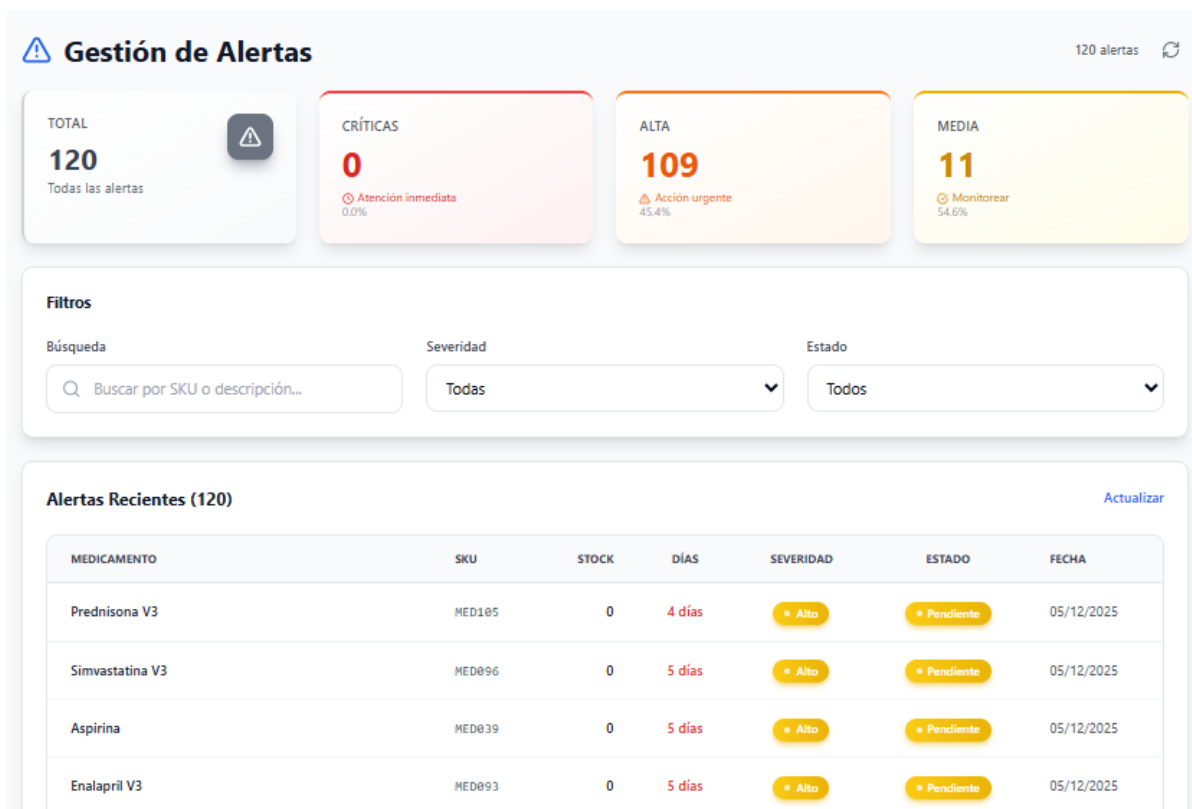 Gestión de Alertas
120 alertas
TOTAL
120
Todas las alertas
CRÍTICAS
0
Atención inmediata
0.0%
ALTA
109
Acción urgente
45.4%
MEDIA
11
Monitorear
54.6%
Filtros
Búsqueda
Buscar por SKU o descripción...
Severidad
Todas
Estado
Todos
Alertas Recientes (120)
Actualizar
MEDICAMENTO SKU STOCK DÍAS SEVERIDAD ESTADO FECHA
Prednisona V3 MED105 0 4 días Alto Pendiente 05/12/2025
Simvastatina V3 MED096 0 5 días Alto Pendiente 05/12/2025
Aspirina MED039 0 5 días Alto Pendiente 05/12/2025
Enalapril V3 MED093 0 5 días Alto Pendiente 05/12/2025